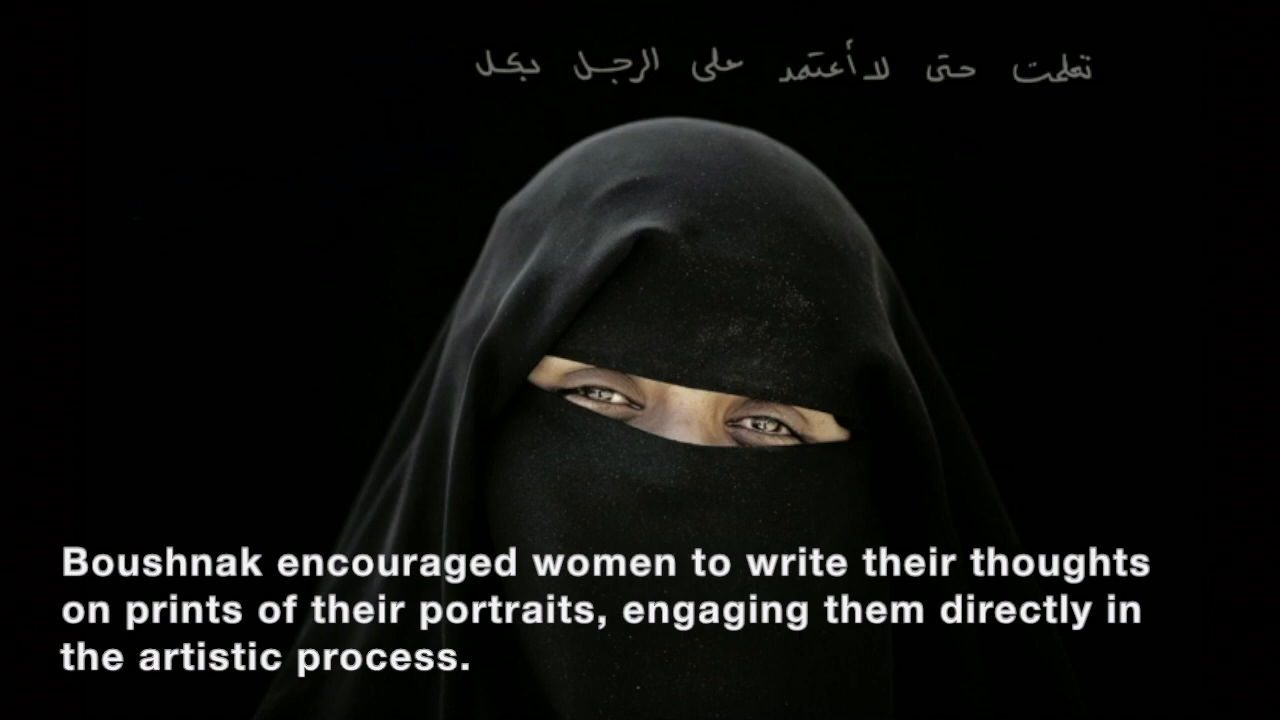 تعلمت حتى لا أعتمد على الرجل بكل
Boushnak encouraged women to write their thoughts
on prints of their portraits, engaging them directly in
the artistic process.